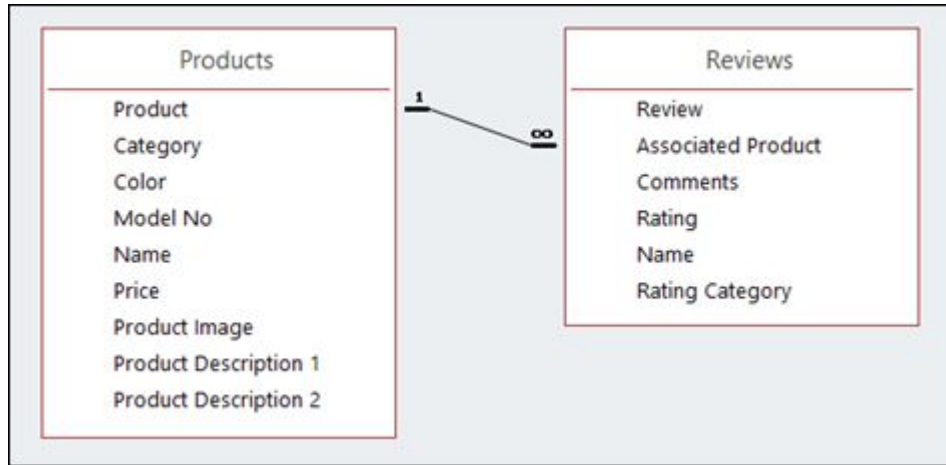 Products
Product
Category
Color
Model No
Name
Price
Product Image
Product Description 1
Product Description 2
1
∞
Reviews
Review
Associated Product
Comments
Rating
Name
Rating Category